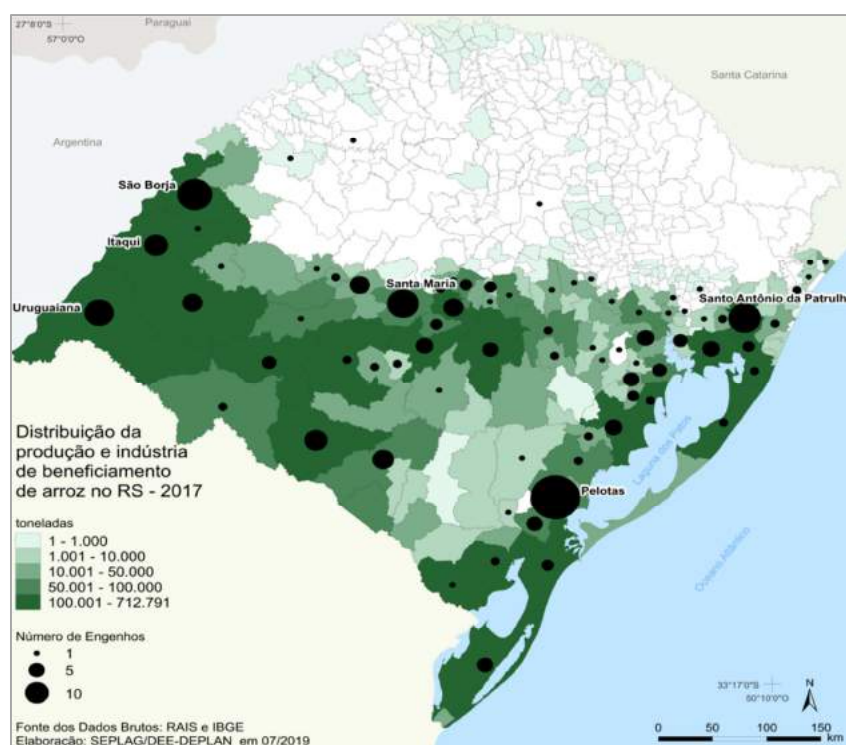 27°8'0"S
57°0'0"O
Paraguai
Santa Catarina
Argentina
São Borja
Itaqui
Uruguaiana
Santa Maria
Santo Antônio da Patrulh
Pelotas
Laguna dos Patos
Oceano Atlântico
Distribuição da
produção e indústria
de beneficiamento
de arroz no RS - 2017
toneladas
1 - 1.000
1.001 - 10.000
10.001 - 50.000
50.001 - 100.000
100.001 - 712.791
Número de Engenhos
1
5
10
Fonte dos Dados Brutos: RAIS e IBGE
Elaboração: SEPLAG/DEE-DEPLAN em 07/2019
33°17'0"S
50°10'0"O
N
0 50 100 150
km